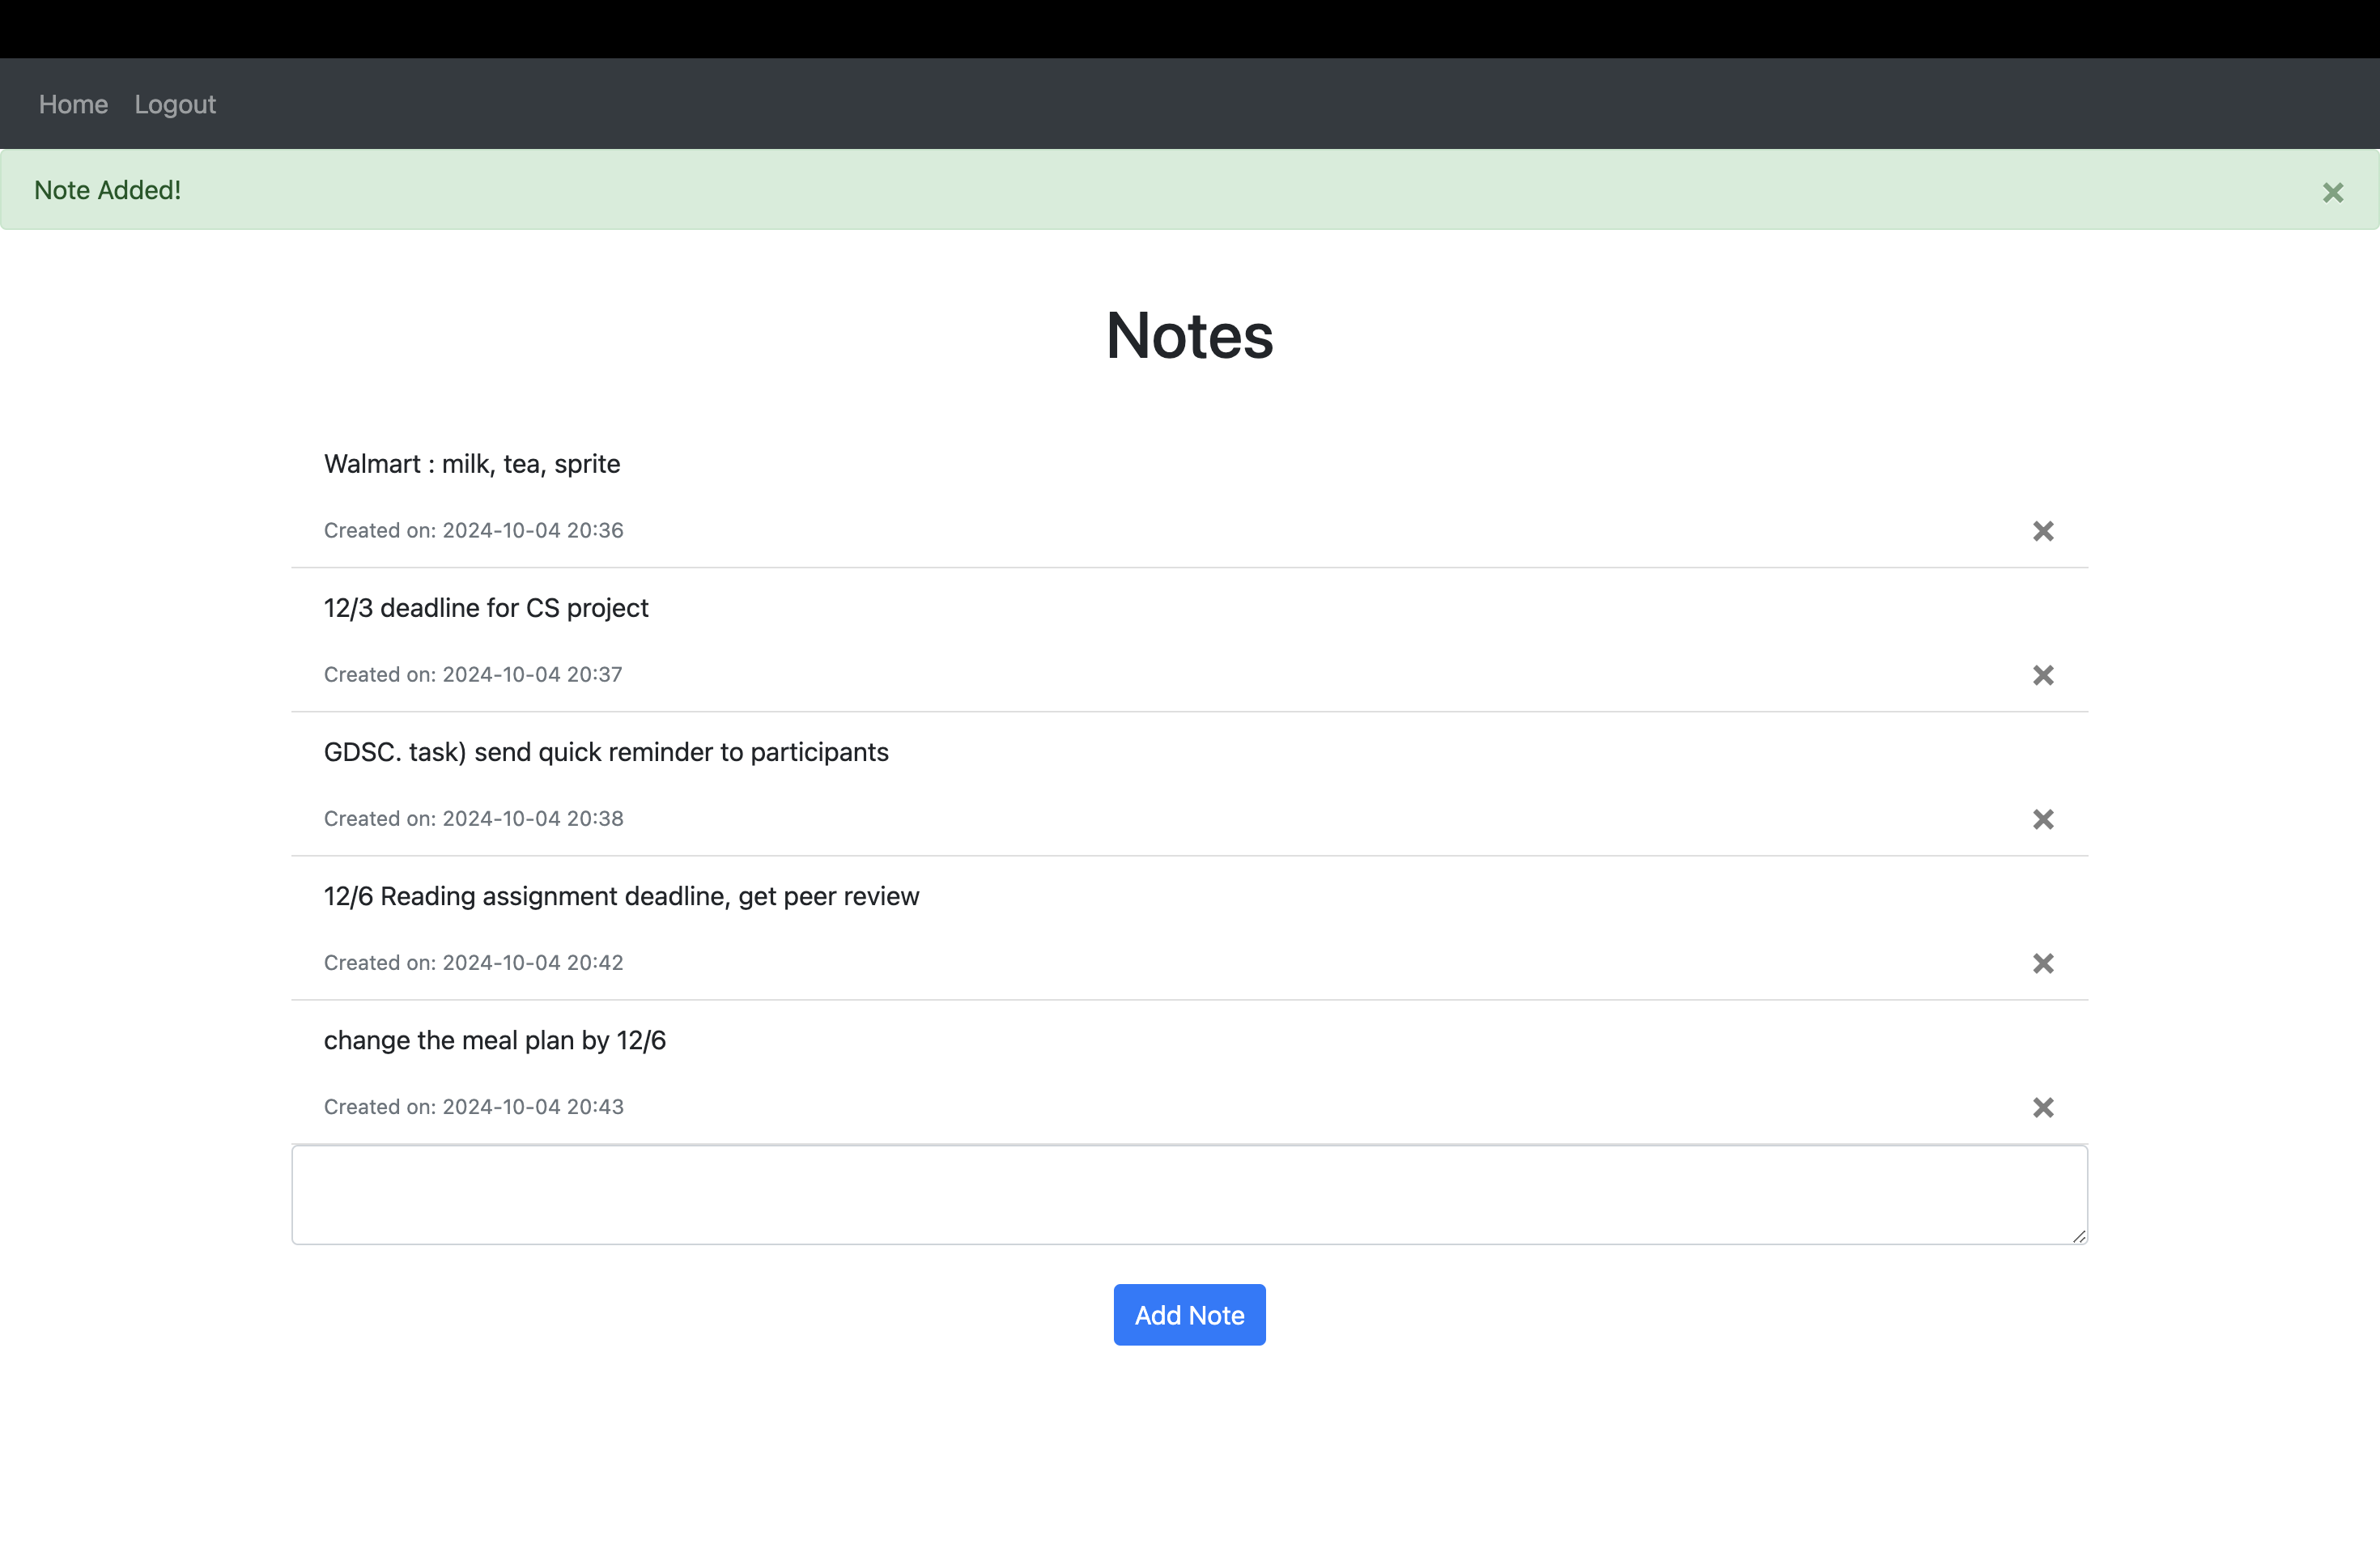 Home Logout
Note Added!
Notes
Walmart : milk, tea, sprite
Created on: 2024-10-04 20:36
12/3 deadline for CS project
Created on: 2024-10-04 20:37
GDSC. task) send quick reminder to participants
Created on: 2024-10-04 20:38
12/6 Reading assignment deadline, get peer review
Created on: 2024-10-04 20:42
change the meal plan by 12/6
Created on: 2024-10-04 20:43
Add Note